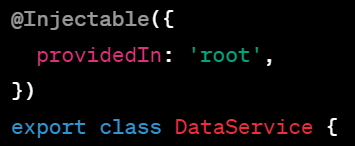 @Injectable({
  providedIn: 'root',
})
export class DataService {